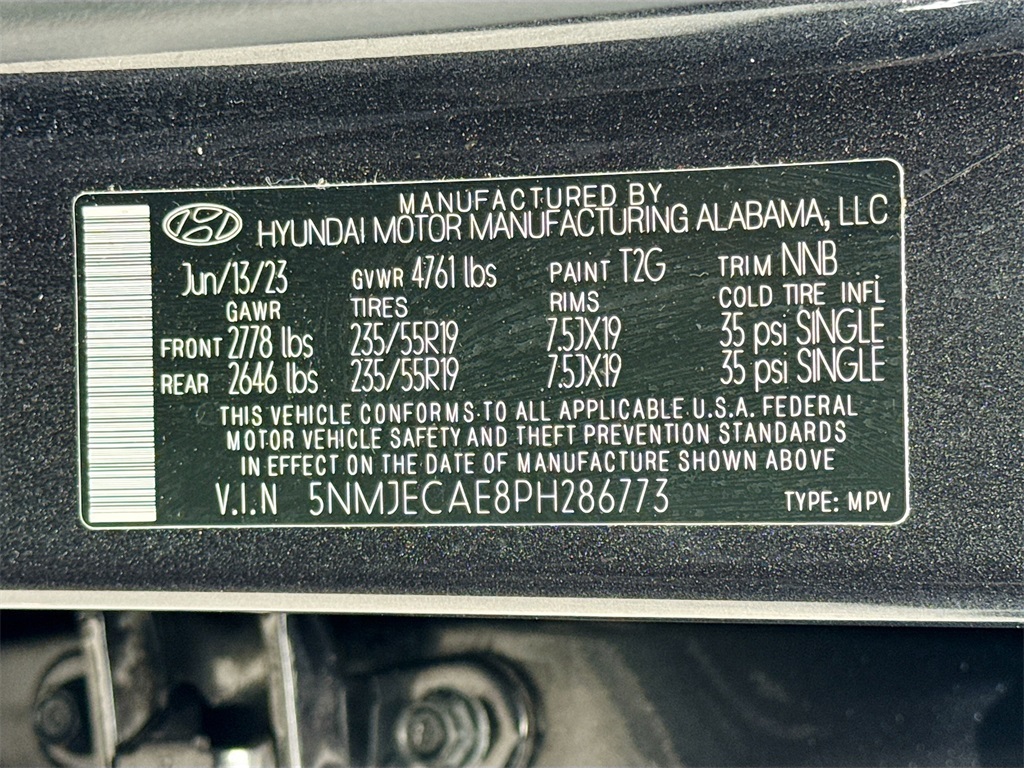 MANUFACTURED BY
HYUNDAI MOTOR MANUFACTURING ALABAMA, LLC
Jun/13/23 GVWR 4761 lbs PAINT T2G TRIM NNB
GAWR TIRES RIMS COLD TIRE INFL
FRONT 2778 lbs 235/55R19 7.5JX19 35 psi SINGLE
REAR 2646 lbs 235/55R19 7.5JX19 35 psi SINGLE
THIS VEHICLE CONFORMS TO ALL APPLICABLE U.S.A. FEDERAL
MOTOR VEHICLE SAFETY AND THEFT PREVENTION STANDARDS
IN EFFECT ON THE DATE OF MANUFACTURE SHOWN ABOVE
V.I.N 5NMJECAE8PH286773 TYPE: MPV